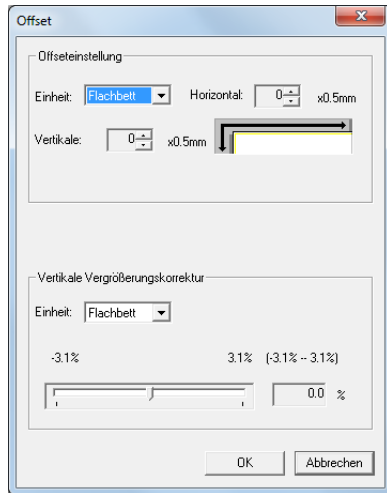 Offset
Offseteinstellung
Einheit: Flachbett Horizontal: 0 x0.5mm
Vertikale: 0 x0.5mm
Vertikale Vergrößerungskorrektur
Einheit: Flachbett
-3.1% 3.1% (-3.1% -- 3.1%)
0.0 %
OK Abbrechen